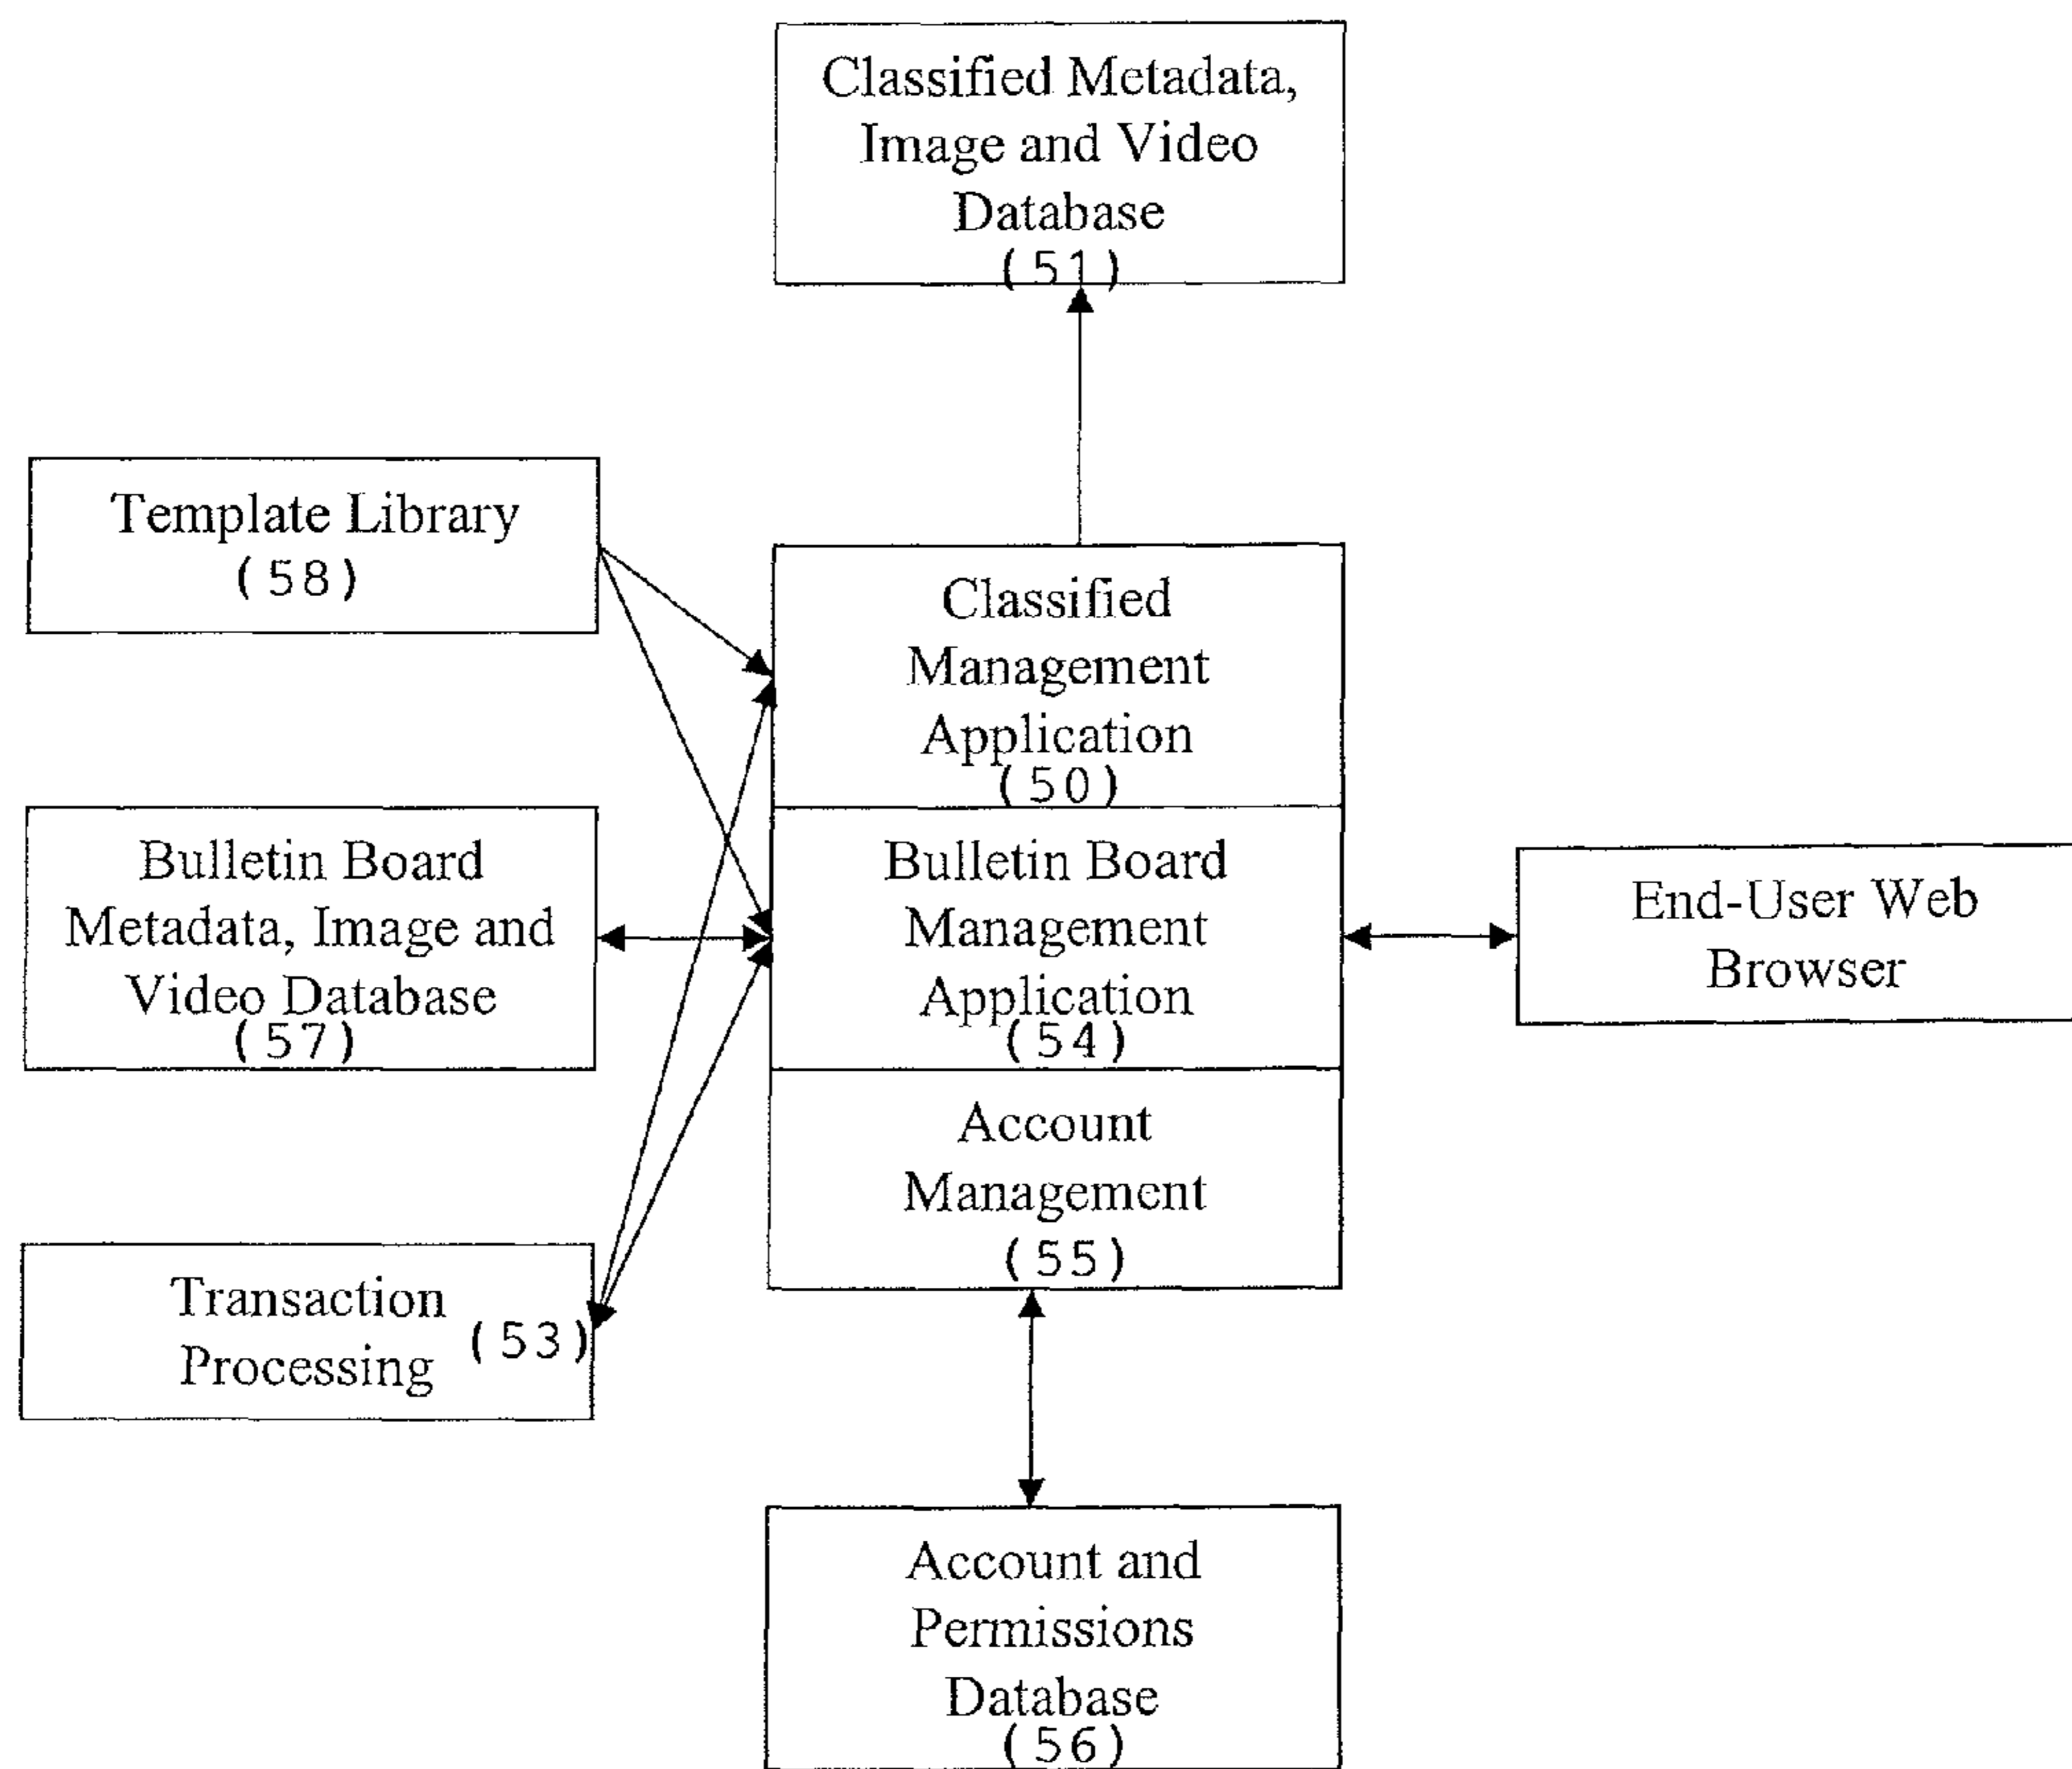 Classified Metadata,
Image and Video
Database
(51)
Template Library
(58)
Classified
Management
Application
(50)
Bulletin Board
Metadata, Image and
Video Database
(57)
Bulletin Board
Management
Application
(54)
End-User Web
Browser
Account
Management
(55)
Transaction
Processing (53)
Account and
Permissions
Database
(56)